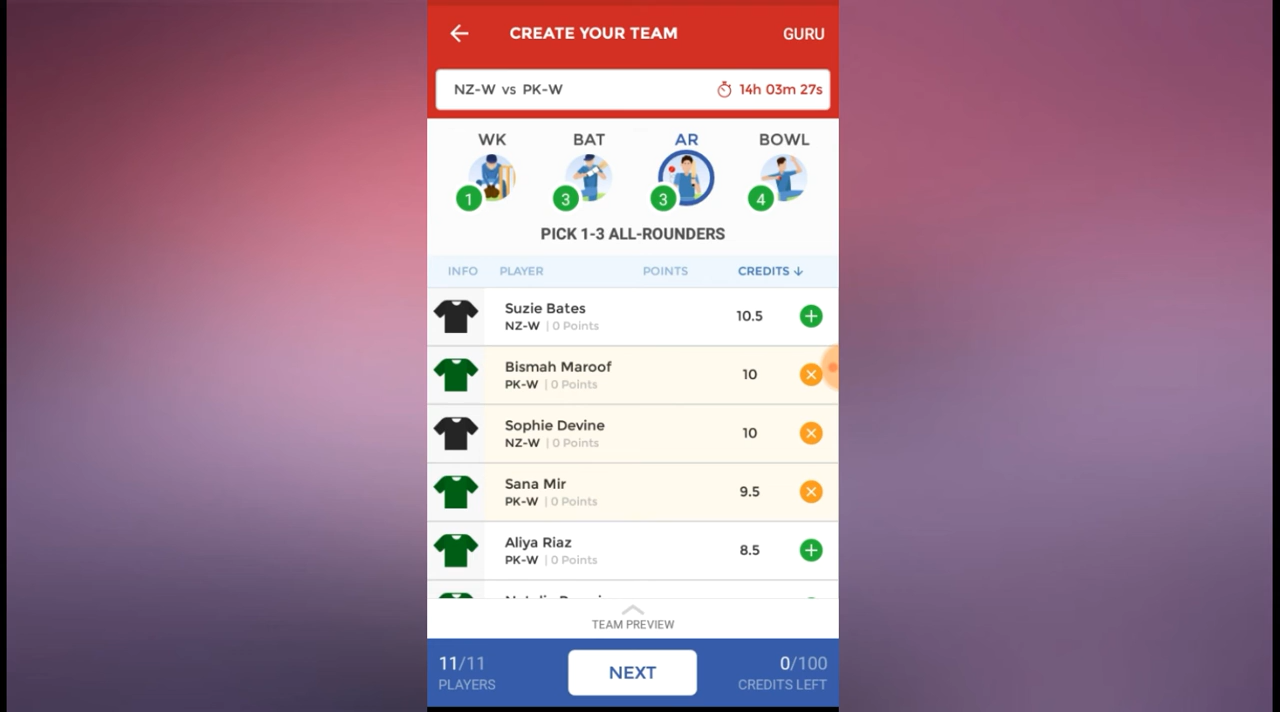 CREATE YOUR TEAM GURU
NZ-W vs PK-W 14h 03m 27s
WK BAT AR BOWL
1 3 3 4
PICK 1-3 ALL-ROUNDERS
INFO PLAYER POINTS CREDITS ↓
Suzie Bates
NZ-W | 0 Points 10.5
Bismah Maroof
PK-W | 0 Points 10
Sophie Devine
NZ-W | 0 Points 10
Sana Mir
PK-W | 0 Points 9.5
Aliya Riaz
PK-W | 0 Points 8.5
TEAM PREVIEW
11/11 NEXT 0/100
PLAYERS CREDITS LEFT